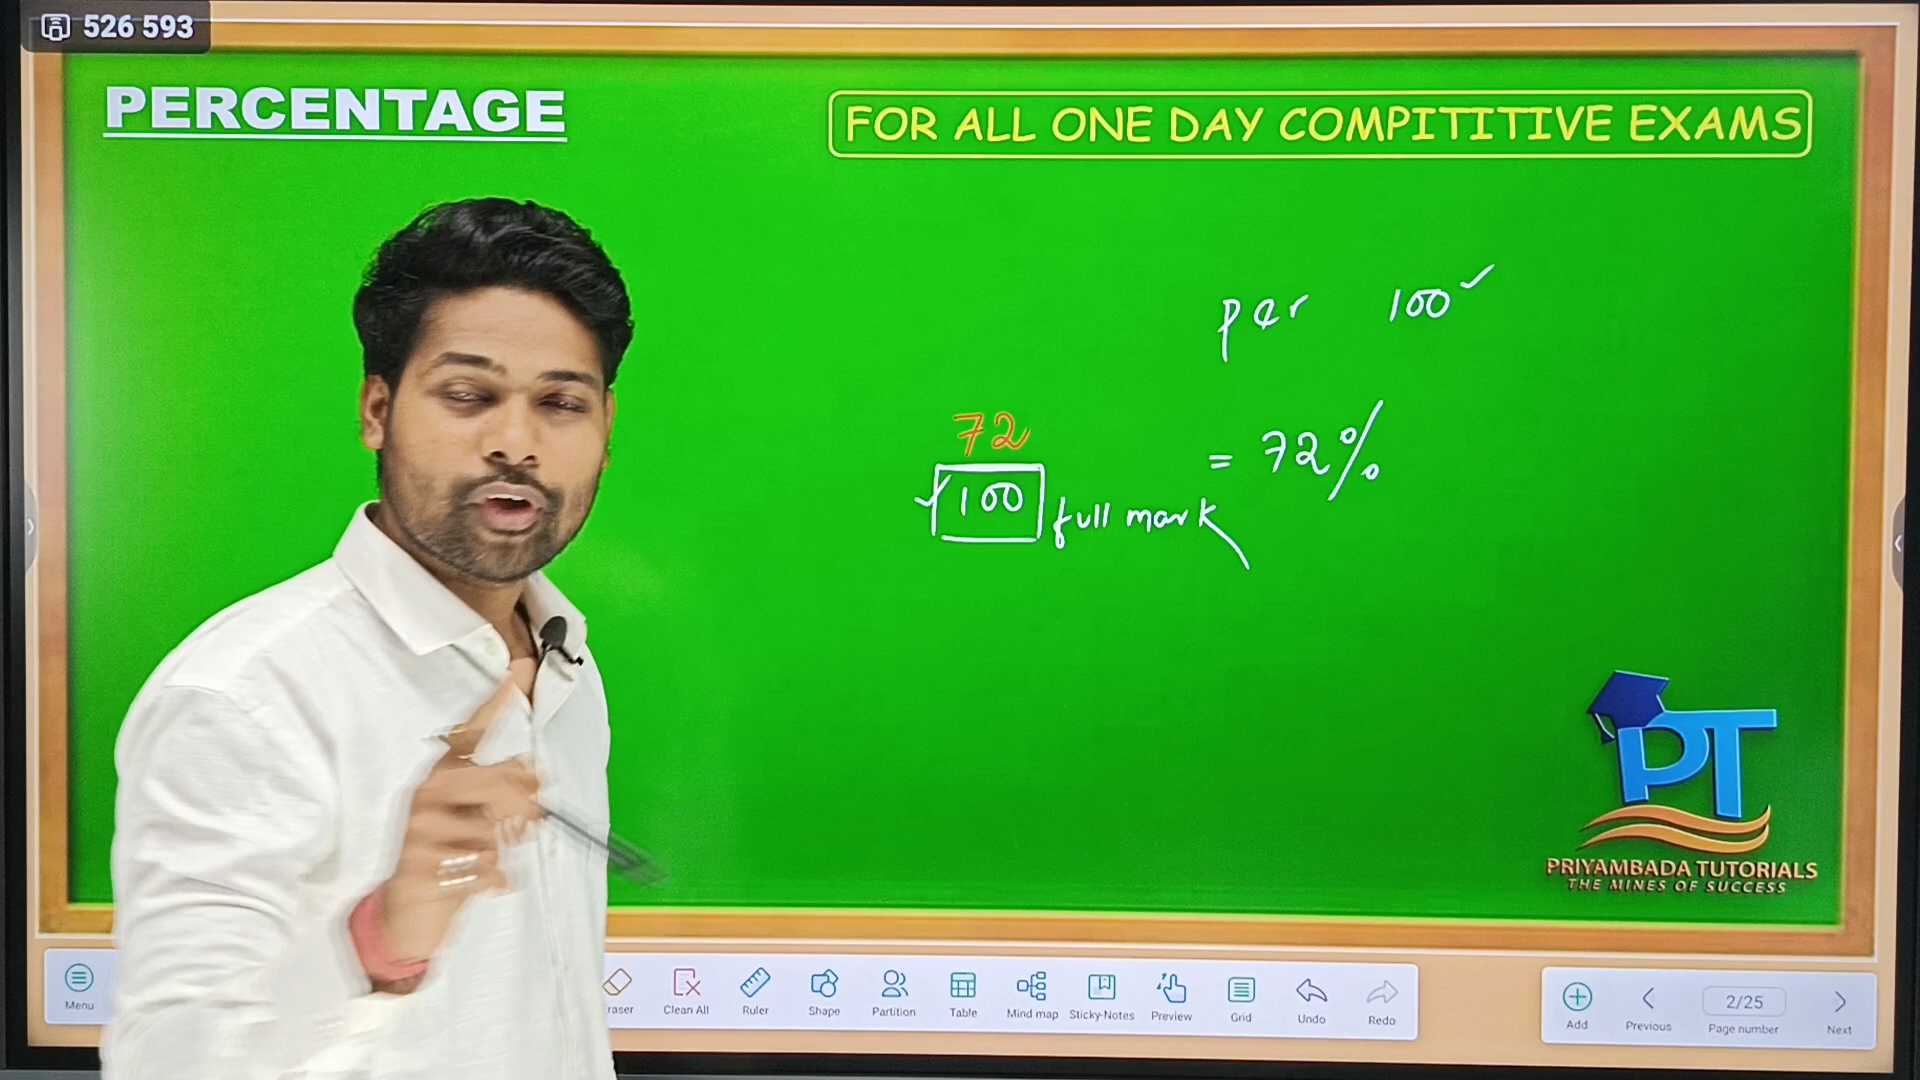 526 593
PERCENTAGE
FOR ALL ONE DAY COMPITITIVE EXAMS
per 100
72
100 full mark
= 72%
PT
PRIYAMBADA TUTORIALS
THE MINES OF SUCCESS
Menu
raser
Clean All
Ruler
Shape
Partition
Table
Mind map
Sticky-Notes
Preview
Grid
Undo
Redo
Add
Previous
2/25
Page number
Next